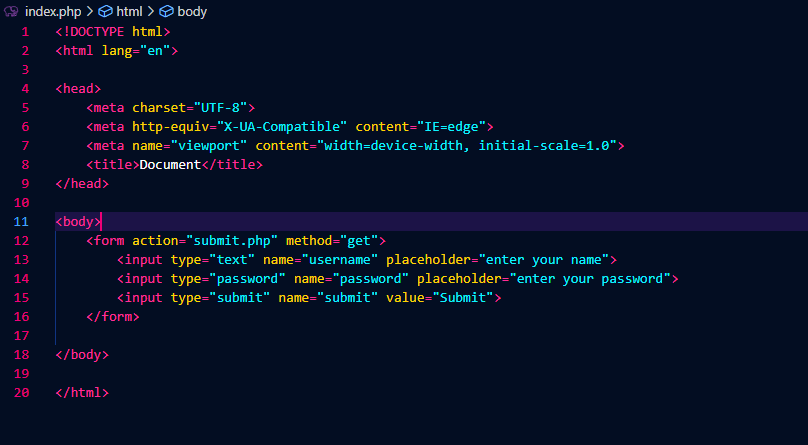 index.php > html > body
1 <!DOCTYPE html>
2 <html lang="en">
3
4 <head>
5     <meta charset="UTF-8">
6     <meta http-equiv="X-UA-Compatible" content="IE=edge">
7     <meta name="viewport" content="width=device-width, initial-scale=1.0">
8     <title>Document</title>
9 </head>
10
11 <body>
12     <form action="submit.php" method="get">
13         <input type="text" name="username" placeholder="enter your name">
14         <input type="password" name="password" placeholder="enter your password">
15         <input type="submit" name="submit" value="Submit">
16     </form>
17
18 </body>
19
20 </html>